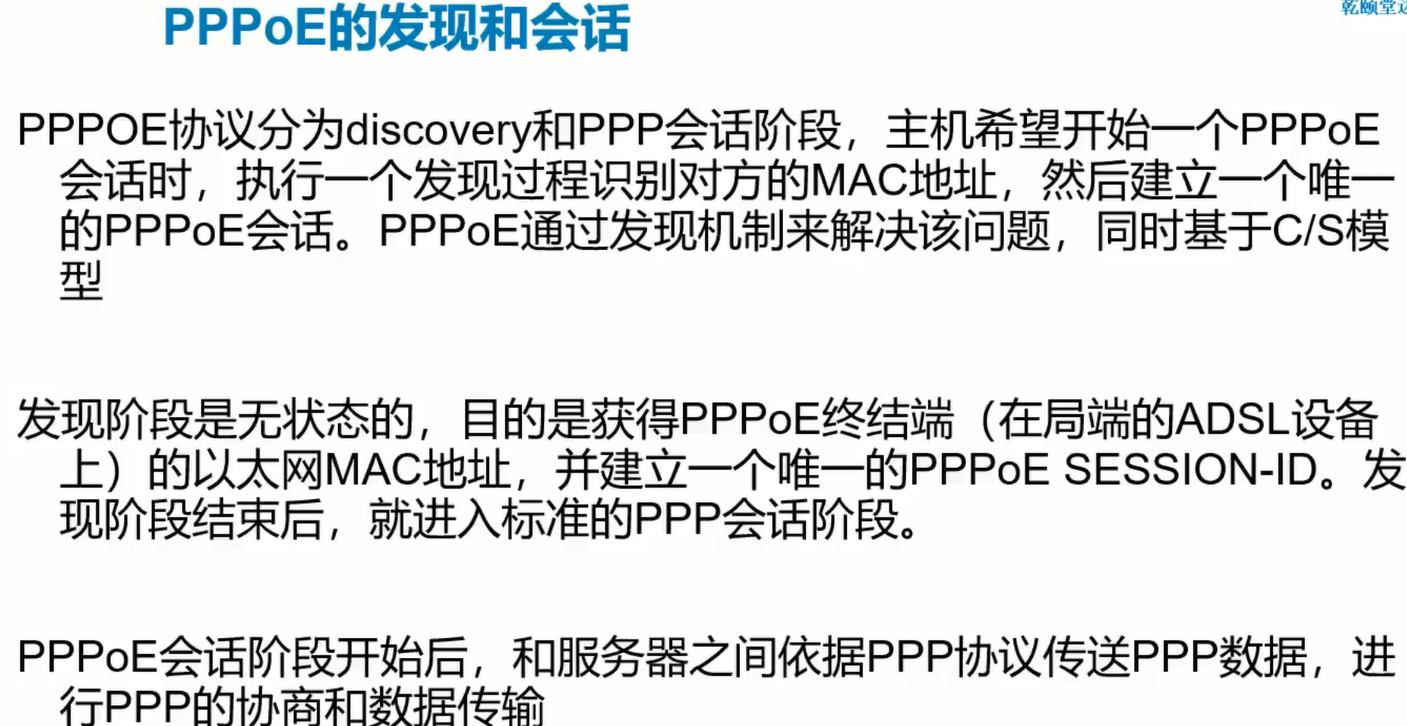 PPPoE的发现和会话
乾颐堂
PPPOE协议分为discovery和PPP会话阶段，主机希望开始一个PPPoE
会话时，执行一个发现过程识别对方的MAC地址，然后建立一个唯一
的PPPoE会话。PPPoE通过发现机制来解决该问题，同时基于C/S模
型
发现阶段是无状态的，目的是获得PPPoE终结端（在局端的ADSL设备
上）的以太网MAC地址，并建立一个唯一的PPPoE SESSION-ID。发
现阶段结束后，就进入标准的PPP会话阶段。
PPPoE会话阶段开始后，和服务器之间依据PPP协议传送PPP数据，进
行PPP的协商和数据传输